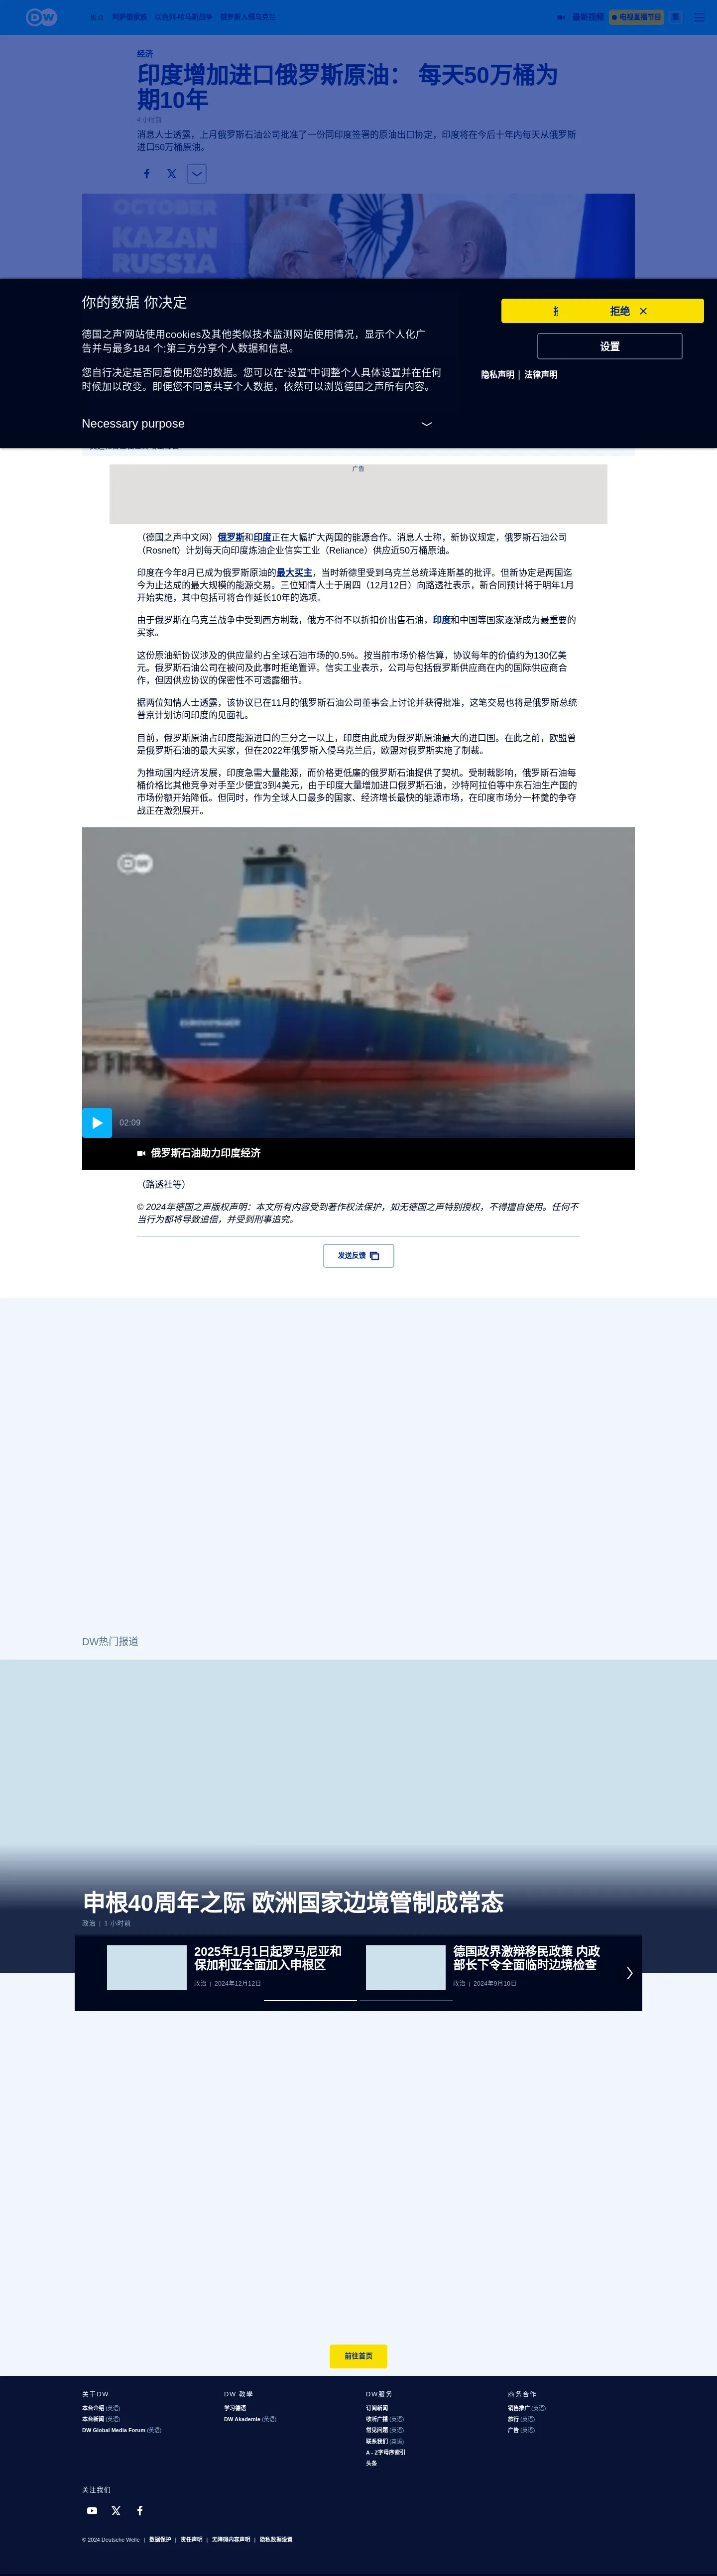 DW
焦点 阿萨德家族 以色列-哈马斯战争 俄罗斯入侵乌克兰
最新视频 电视直播节目 繁
经济
印度增加进口俄罗斯原油： 每天50万桶为
期10年
4 小时前
消息人士透露，上月俄罗斯石油公司批准了一份同印度签署的原油出口协定，印度将在今后十年内每天从俄罗斯
进口50万桶原油。
OCTOBER
KAZAN
RUSSIA
你的数据 你决定
德国之声'网站使用cookies及其他类似技术监测网站使用情况，显示个人化广
告并与最多184 个;第三方分享个人数据和信息。
您自行决定是否同意使用您的数据。您可以在“设置”中调整个人具体设置并在任何
时候加以改变。即便您不同意共享个人数据，依然可以浏览德国之声所有内容。
Necessary purpose
拒绝
设置
隐私声明 | 法律声明
广告
（德国之声中文网）俄罗斯和印度正在大幅扩大两国的能源合作。消息人士称，新协议规定，俄罗斯石油公司
（Rosneft）计划每天向印度炼油企业信实工业（Reliance）供应近50万桶原油。
印度在今年8月已成为俄罗斯原油的最大买主，当时新德里受到乌克兰总统泽连斯基的批评。但新协定是两国迄
今为止达成的最大规模的能源交易。三位知情人士于周四（12月12日）向路透社表示，新合同预计将于明年1月
开始实施，其中包括可将合作延长10年的选项。
由于俄罗斯在乌克兰战争中受到西方制裁，俄方不得不以折扣价出售石油，印度和中国等国家逐渐成为最重要的
买家。
这份原油新协议涉及的供应量约占全球石油市场的0.5%。按当前市场价格估算，协议每年的价值约为130亿美
元。俄罗斯石油公司在被问及此事时拒绝置评。信实工业表示，公司与包括俄罗斯供应商在内的国际供应商合
作，但因供应协议的保密性不可透露细节。
据两位知情人士透露，该协议已在11月的俄罗斯石油公司董事会上讨论并获得批准，这笔交易也将是俄罗斯总统
普京计划访问印度的见面礼。
目前，俄罗斯原油占印度能源进口的三分之一以上，印度由此成为俄罗斯原油最大的进口国。在此之前，欧盟曾
是俄罗斯石油的最大买家，但在2022年俄罗斯入侵乌克兰后，欧盟对俄罗斯实施了制裁。
为推动国内经济发展，印度急需大量能源，而价格更低廉的俄罗斯石油提供了契机。受制裁影响，俄罗斯石油每
桶价格比其他竞争对手至少便宜3到4美元，由于印度大量增加进口俄罗斯石油，沙特阿拉伯等中东石油生产国的
市场份额开始降低。但同时，作为全球人口最多的国家、经济增长最快的能源市场，在印度市场分一杯羹的争夺
战正在激烈展开。
DW
02:09
俄罗斯石油助力印度经济
（路透社等）
© 2024年德国之声版权声明：本文所有内容受到著作权法保护，如无德国之声特别授权，不得擅自使用。任何不
当行为都将导致追偿，并受到刑事追究。
发送反馈
DW热门报道
申根40周年之际 欧洲国家边境管制成常态
政治 | 1 小时前
2025年1月1日起罗马尼亚和
保加利亚全面加入申根区
政治 | 2024年12月12日
德国政界激辩移民政策 内政
部长下令全面临时边境检查
政治 | 2024年9月10日
前往首页
关于DW
本台介绍 (英语)
本台新闻 (英语)
DW Global Media Forum (英语)
DW 教學
学习德语
DW Akademie (英语)
DW服务
订阅新闻
收听广播 (英语)
常见问题 (英语)
联系我们 (英语)
A - Z字母序索引
头条
商务合作
销售推广 (英语)
旅行 (英语)
广告 (英语)
关注我们
© 2024 Deutsche Welle | 数据保护 | 责任声明 | 无障碍内容声明 | 隐私数据设置